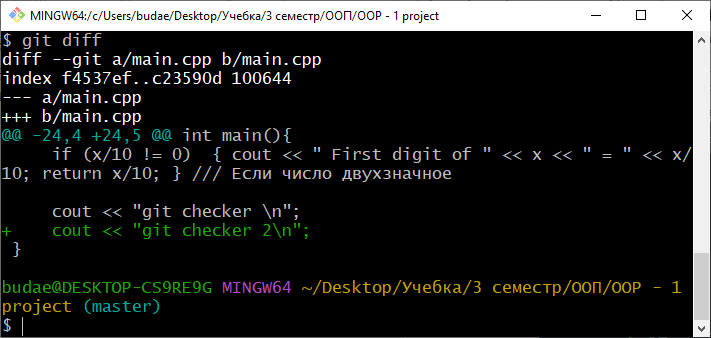 MINGW64:/c/Users/budae/Desktop/Учебка/3 семестр/ООП/OOP - 1 project
$ git diff
diff --git a/main.cpp b/main.cpp
index f4537ef..c23590d 100644
--- a/main.cpp
+++ b/main.cpp
@@ -24,4 +24,5 @@ int main(){
     if (x/10 != 0)  { cout << " First digit of " << x << " = " << x/
10; return x/10; } /// Если число двухзначное
     cout << "git checker \n";
+    cout << "git checker 2\n";
 }
budae@DESKTOP-CS9RE9G MINGW64 ~/Desktop/Учебка/3 семестр/ООП/OOP - 1
project (master)
$